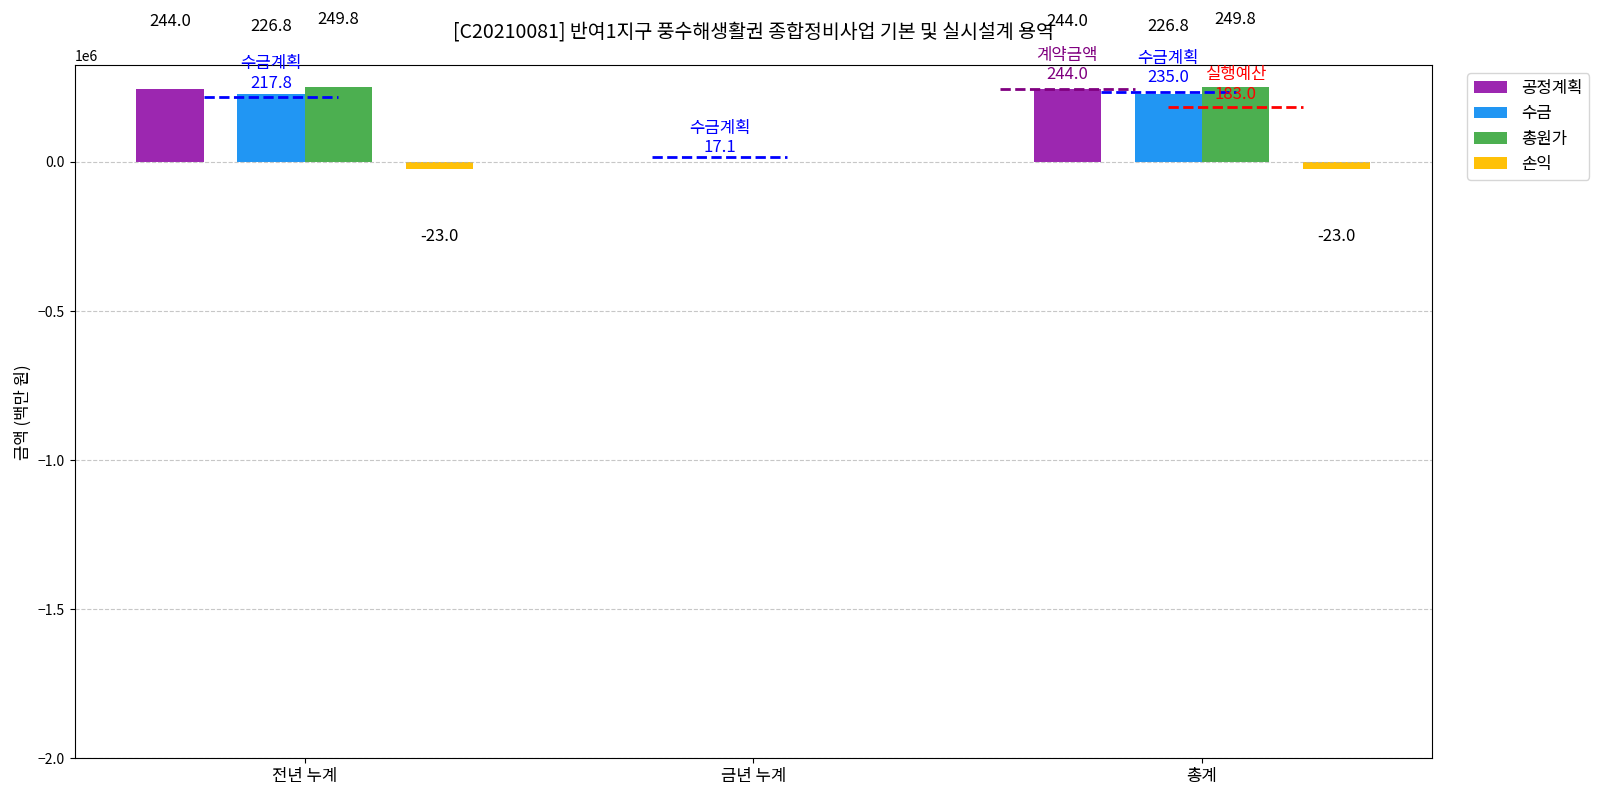 244.0
226.8
249.8
244.0
226.8
249.8
[C20210081] 반여1지구 풍수해생활권 종합정비사업 기본 및 실시설계 용역
1e6
수금계획
217.8
수금계획
17.1
계약금액
244.0
수금계획
235.0
실행예산
183.0
공정계획
수금
총원가
손익
-23.0
-23.0
0.0
−0.5
−1.0
−1.5
−2.0
금액 (백만 원)
전년 누계
금년 누계
총계